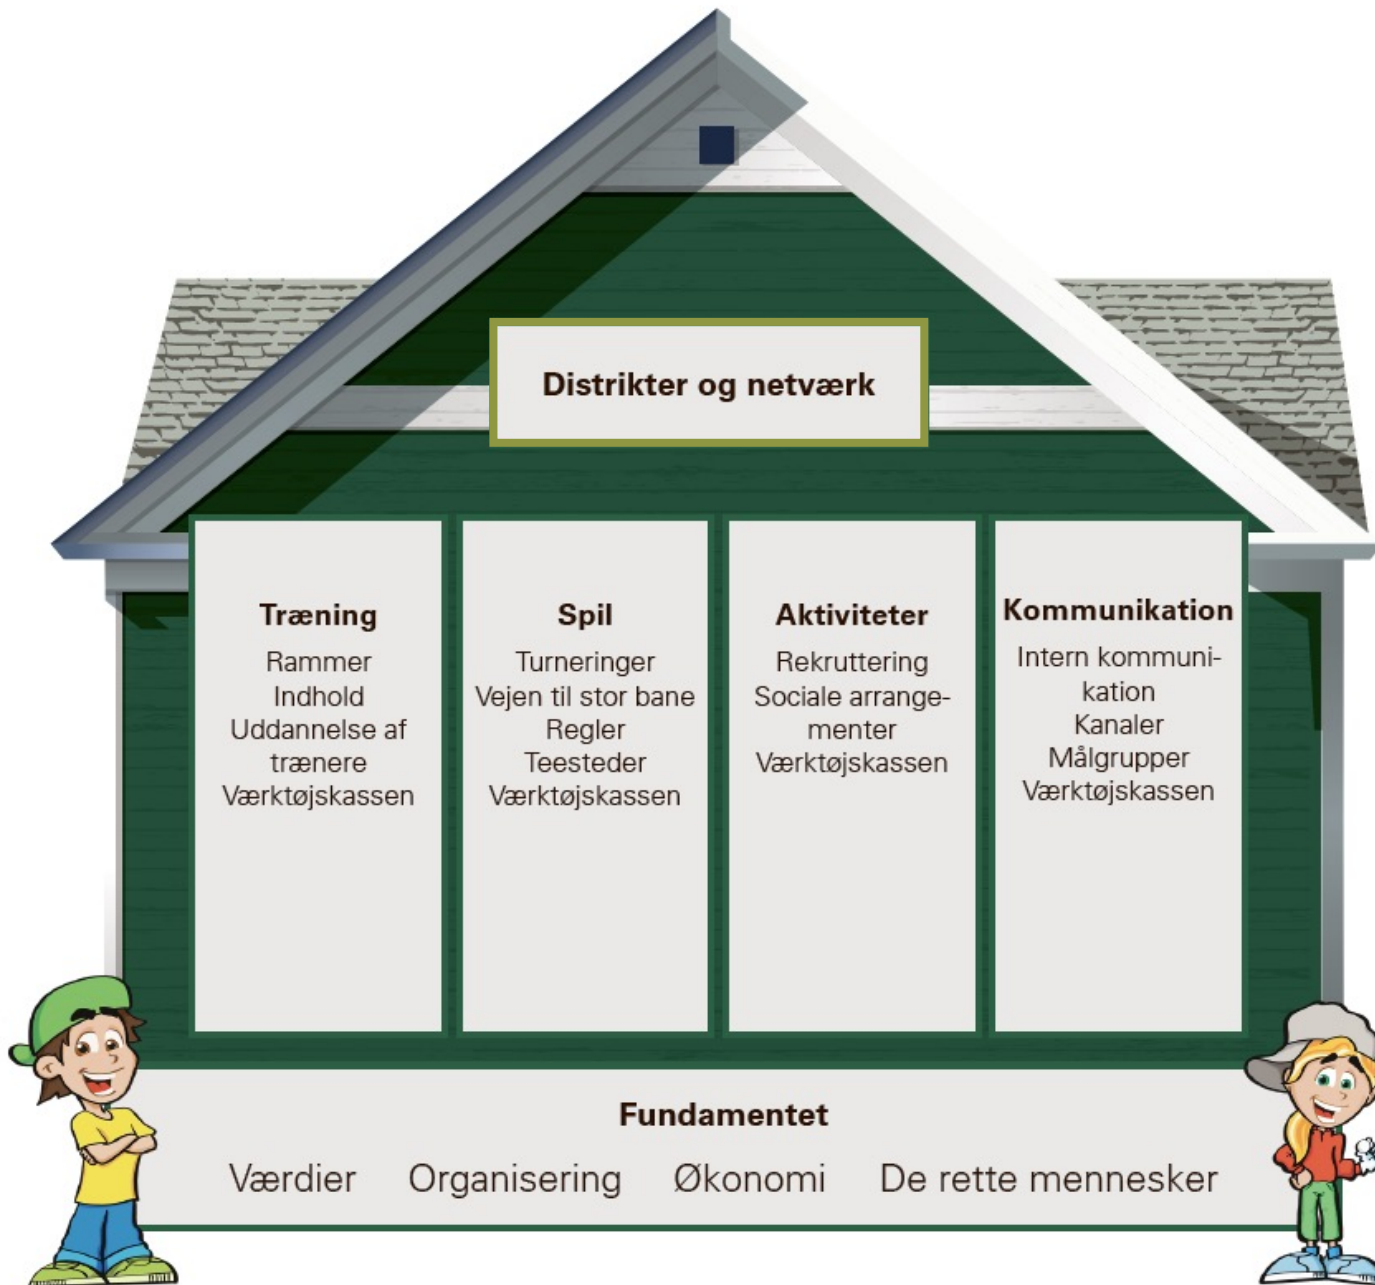 Distrikter og netværk
Træning
Rammer
Indhold
Uddannelse af
trænere
Værktøjskassen
Spil
Turneringer
Vejen til stor bane
Regler
Teesteder
Værktøjskassen
Aktiviteter
Rekruttering
Sociale arrange-
menter
Værktøjskassen
Kommunikation
Intern kommuni-
kation
Kanaler
Målgrupper
Værktøjskassen
Fundamentet
Værdier Organisering Økonomi De rette mennesker